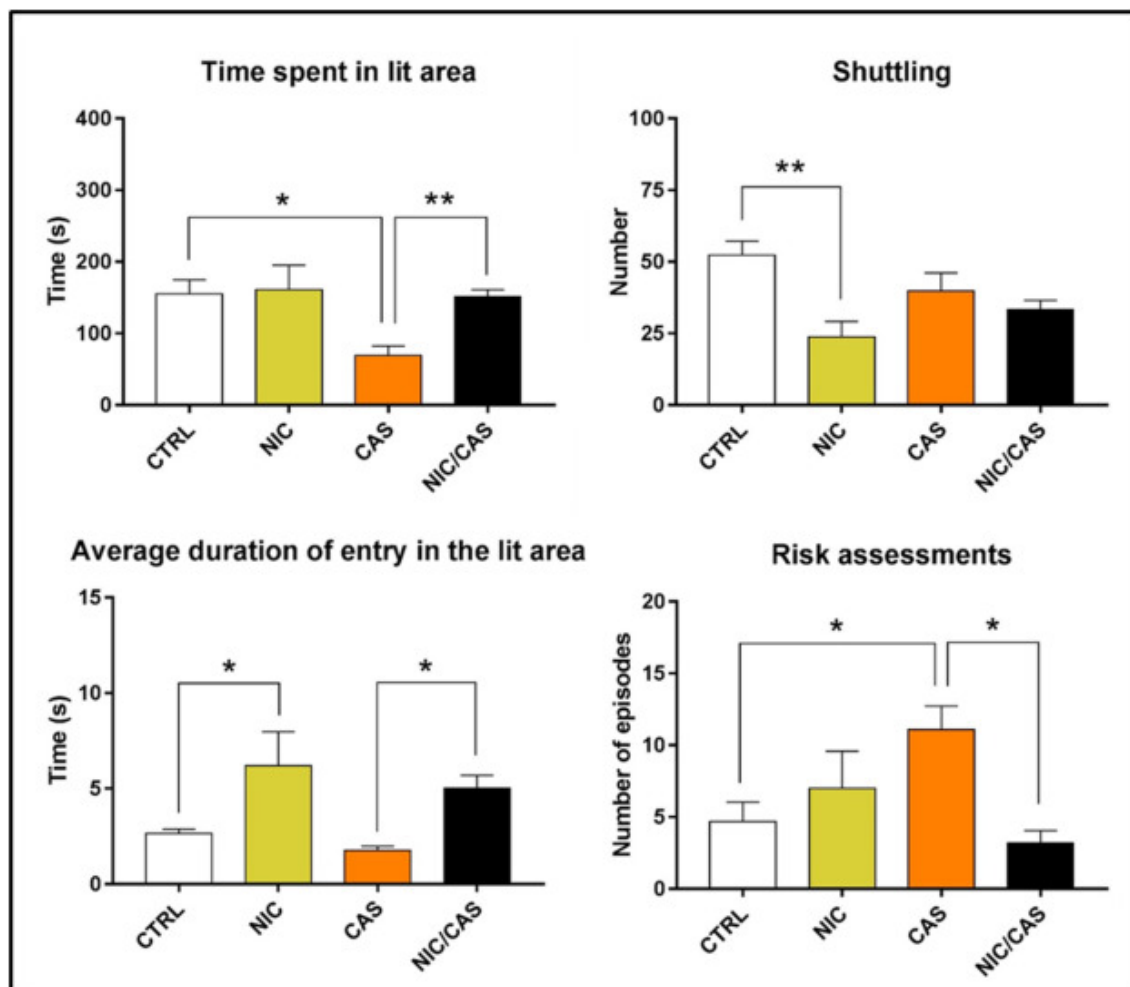 Time spent in lit area
400
300
200
100
0
Time (s)
*
**
CTRL
NIC
CAS
NIC/CAS
Shuttling
100
75
50
25
0
Number
**
CTRL
NIC
CAS
NIC/CAS
Average duration of entry in the lit area
15
10
5
0
Time (s)
*
*
CTRL
NIC
CAS
NIC/CAS
Risk assessments
20
15
10
5
0
Number of episodes
*
*
CTRL
NIC
CAS
NIC/CAS